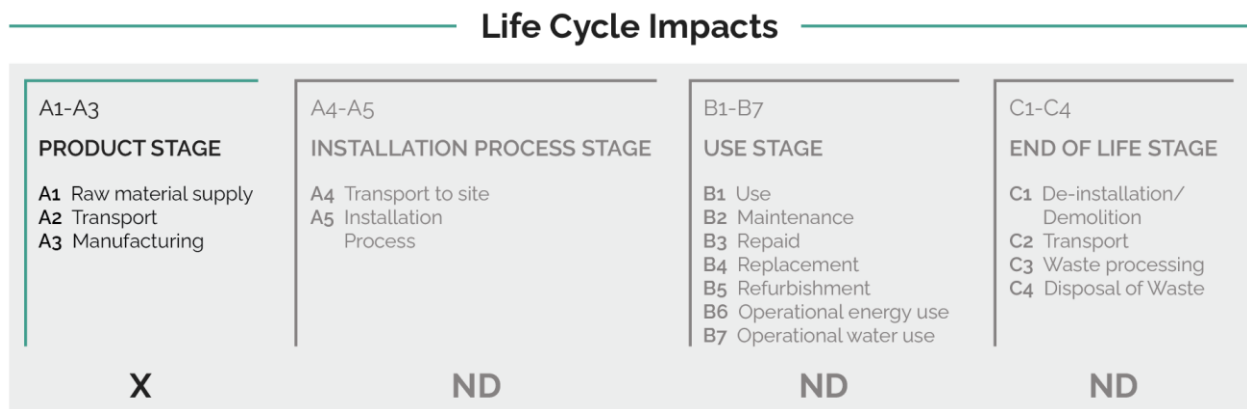 Life Cycle Impacts
A1-A3
PRODUCT STAGE
A1 Raw material supply
A2 Transport
A3 Manufacturing
X
A4-A5
INSTALLATION PROCESS STAGE
A4 Transport to site
A5 Installation
Process
ND
B1-B7
USE STAGE
B1 Use
B2 Maintenance
B3 Repaid
B4 Replacement
B5 Refurbishment
B6 Operational energy use
B7 Operational water use
ND
C1-C4
END OF LIFE STAGE
C1 De-installation/
Demolition
C2 Transport
C3 Waste processing
C4 Disposal of Waste
ND